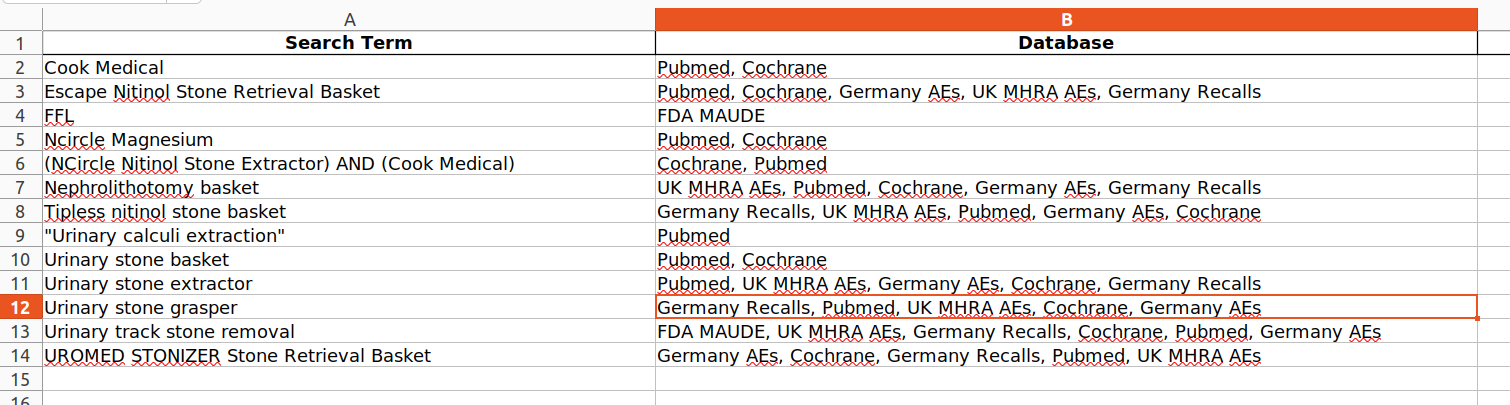 A B
1 Search Term Database
2 Cook Medical Pubmed, Cochrane
3 Escape Nitinol Stone Retrieval Basket Pubmed, Cochrane, Germany AEs, UK MHRA AEs, Germany Recalls
4 FFL FDA MAUDE
5 Ncircle Magnesium Pubmed, Cochrane
6 (NCircle Nitinol Stone Extractor) AND (Cook Medical) Cochrane, Pubmed
7 Nephrolithotomy basket UK MHRA AEs, Pubmed, Cochrane, Germany AEs, Germany Recalls
8 Tipless nitinol stone basket Germany Recalls, UK MHRA AEs, Pubmed, Germany AEs, Cochrane
9 "Urinary calculi extraction" Pubmed
10 Urinary stone basket Pubmed, Cochrane
11 Urinary stone extractor Pubmed, UK MHRA AEs, Germany AEs, Cochrane, Germany Recalls
12 Urinary stone grasper Germany Recalls, Pubmed, UK MHRA AEs, Cochrane, Germany AEs
13 Urinary track stone removal FDA MAUDE, UK MHRA AEs, Germany Recalls, Cochrane, Pubmed, Germany AEs
14 UROMED STONIZER Stone Retrieval Basket Germany AEs, Cochrane, Germany Recalls, Pubmed, UK MHRA AEs
15
16